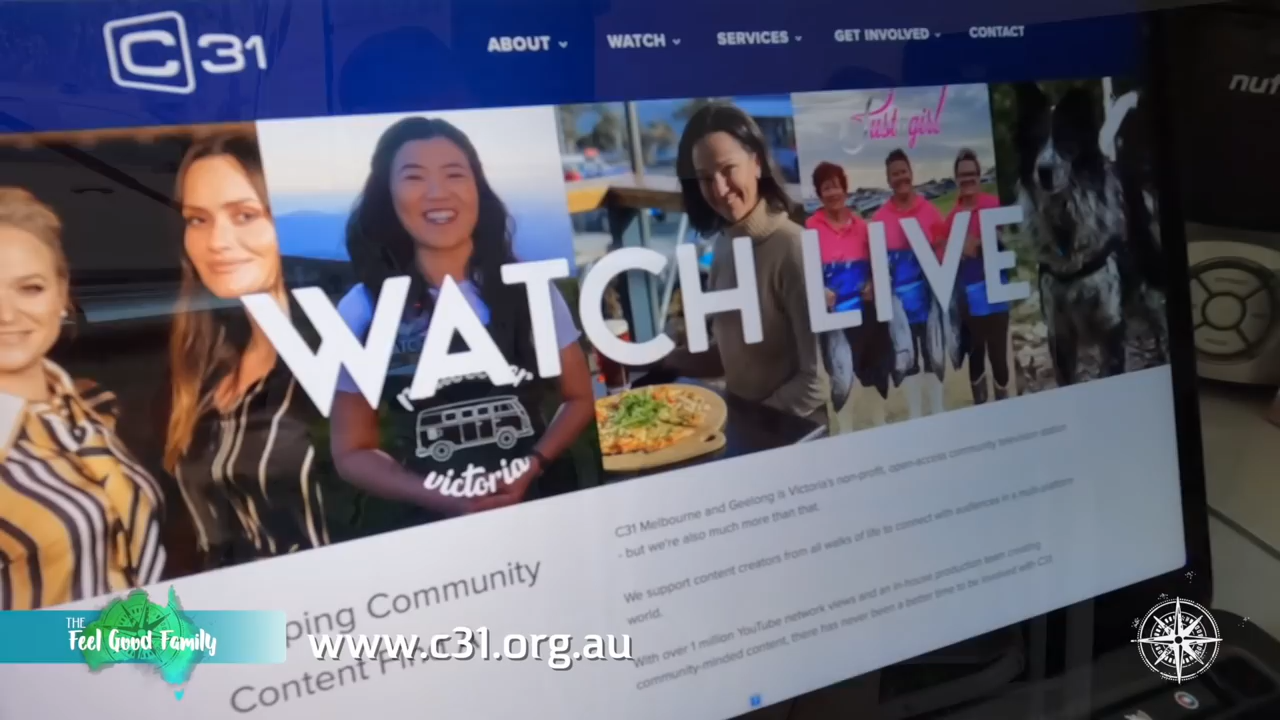 C 31
ABOUT WATCH SERVICES GET INVOLVED CONTACT
nut
Just girl
WATCH LIVE
victoria
C31 Melbourne and Geelong is Victoria's non-profit, open-access community television station
- but we're also much more than that.
We support content creators from all walks of life to connect with audiences in a multi-platform
world.
With over 1 million YouTube network views and an in-house production team creating
community-minded content, there has never been a better time to be involved with C31.
ping Community
Content
THE
Feel Good Family
www.c31.org.au